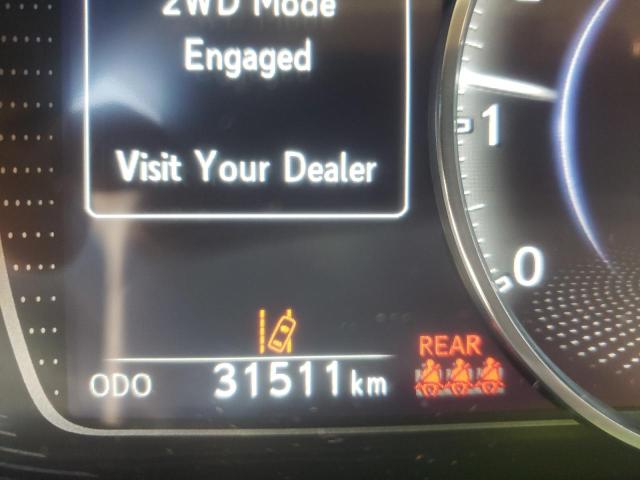 2WD Mode
Engaged
Visit Your Dealer
1
0
REAR
ODO 31511 km